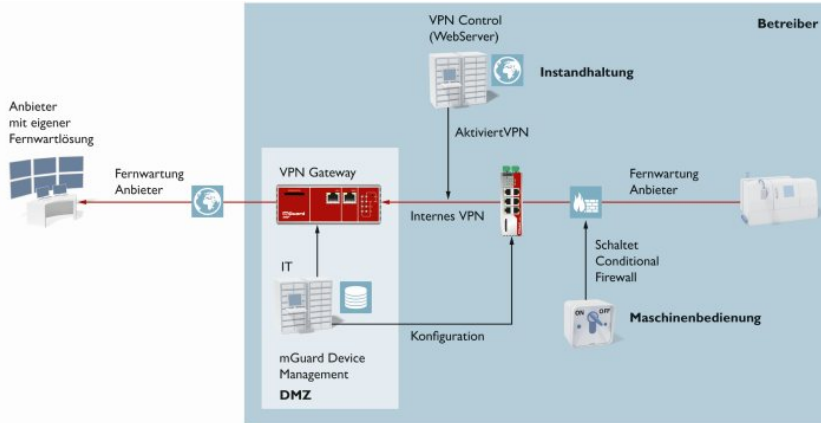 VPN Control
(WebServer)
Betreiber
Instandhaltung
Anbieter
mit eigener
Fernwartlösung
AktiviertVPN
Fernwartung
Anbieter
VPN Gateway
Fernwartung
Anbieter
mGuard
Internes VPN
IT
Schaltet
Conditional
Firewall
ON OFF
Maschinenbedienung
Konfiguration
mGuard Device
Management
DMZ